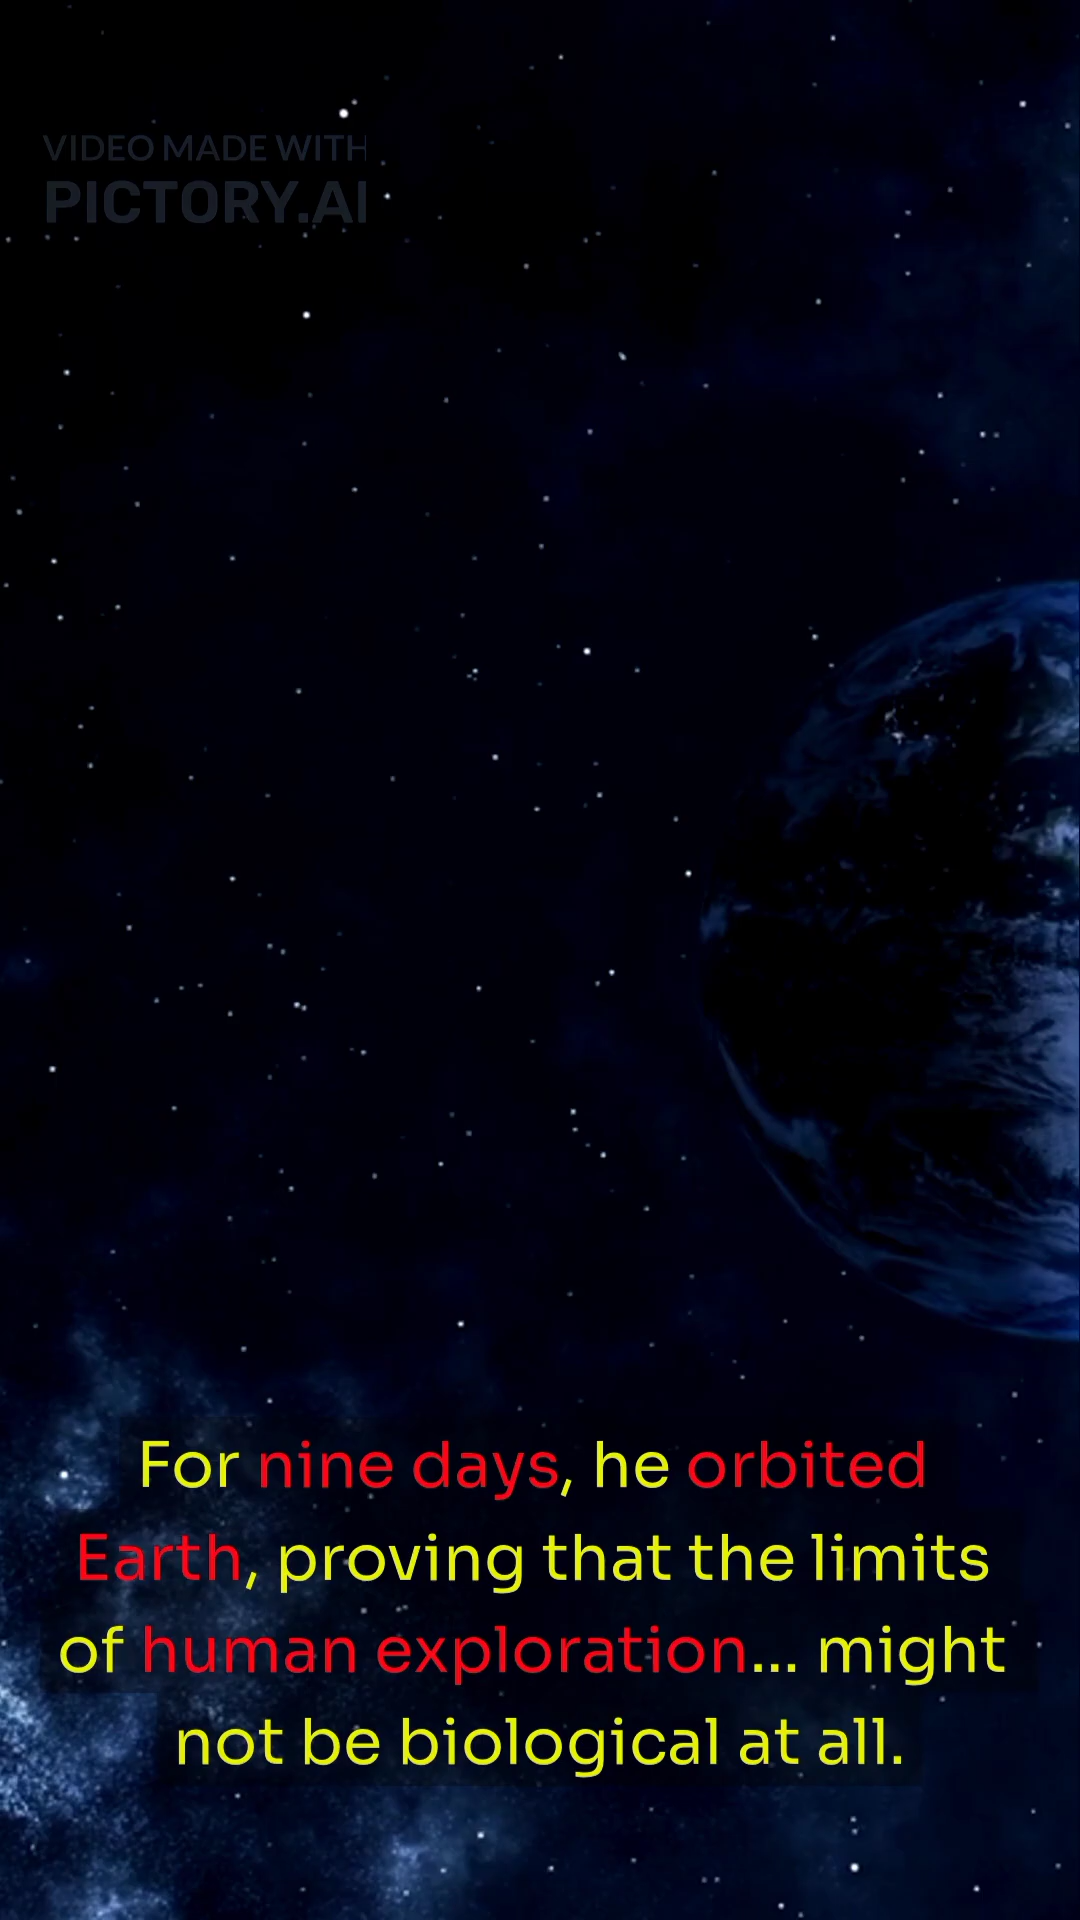 VIDEO MADE WITH
PICTORY.AI
For nine days, he orbited
Earth, proving that the limits
of human exploration... might
not be biological at all.